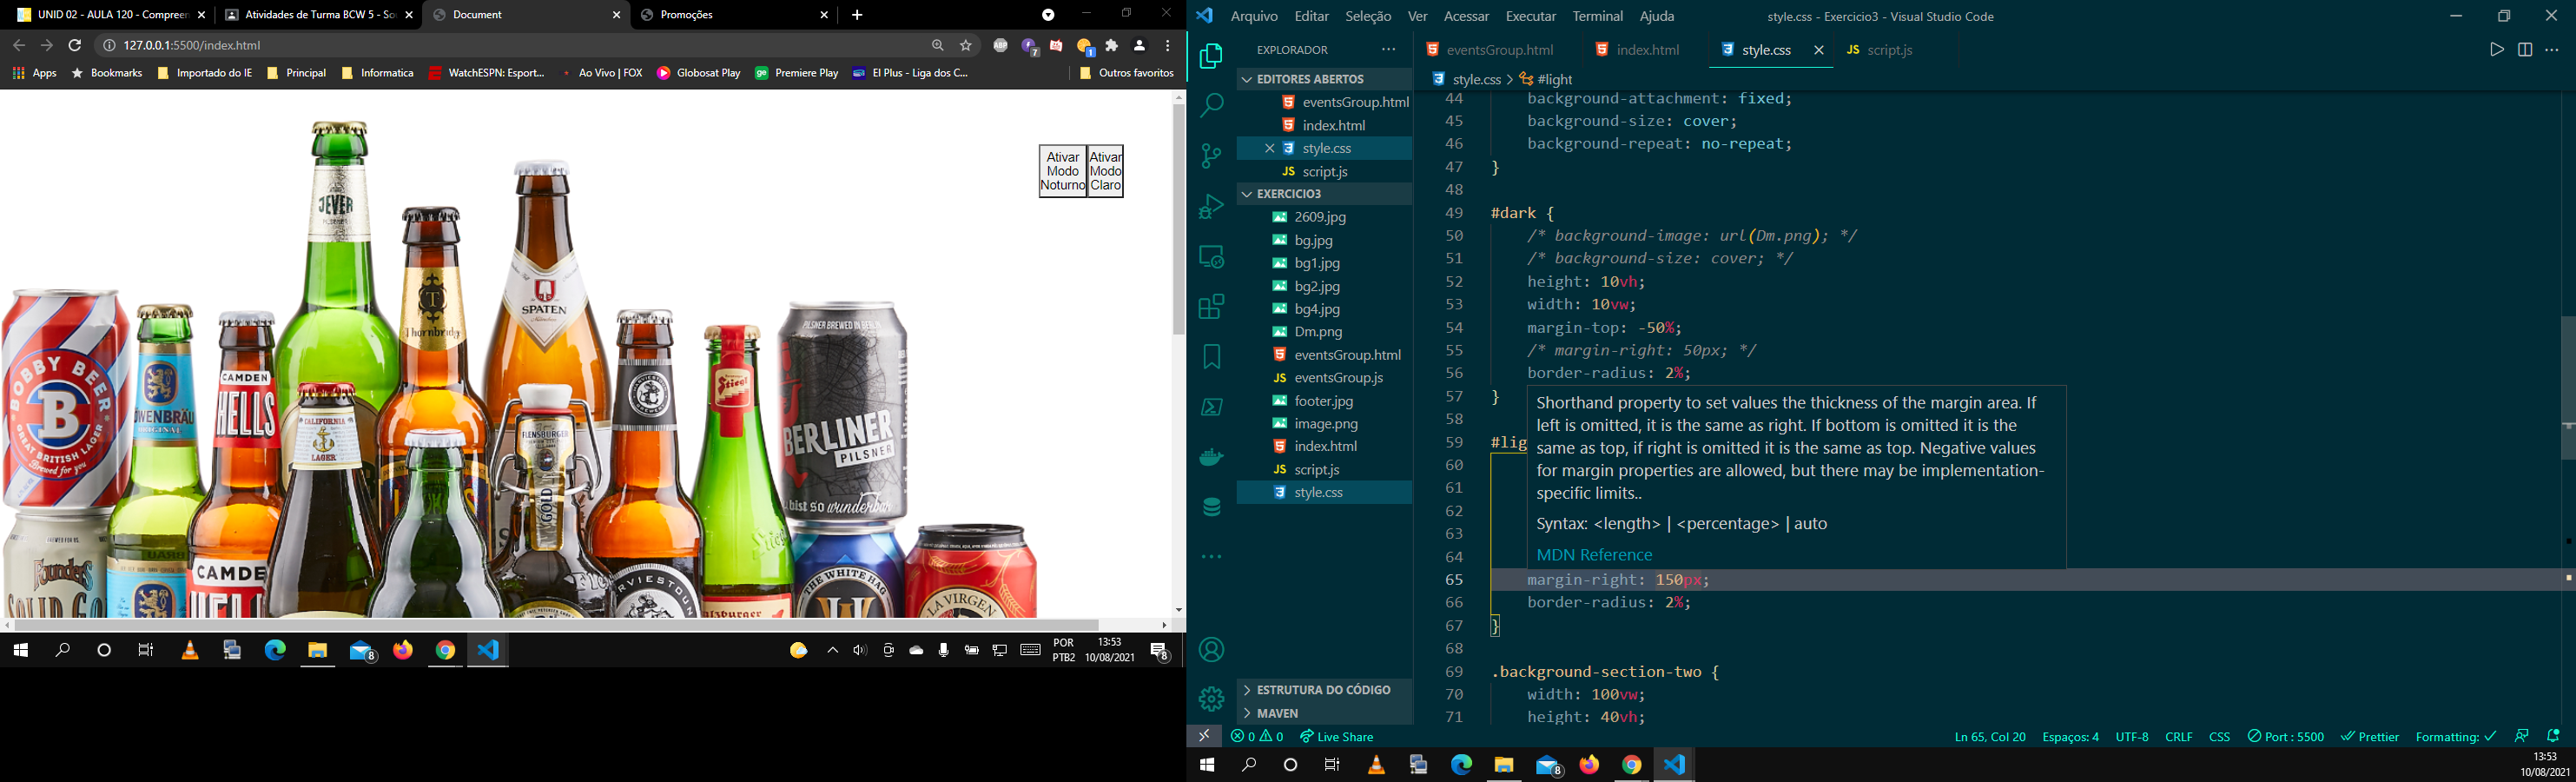 UNID 02 - AULA 120 - Compreen
Atividades de Turma BCW 5 - So
Document
Promoções
127.0.0.1:5500/index.html
Apps
Bookmarks
Importado do IE
Principal
Informatica
WatchESPN: Esport...
Ao Vivo | FOX
Globosat Play
Premiere Play
EI Plus - Liga dos C...
Outros favoritos
Ativar
Modo
Noturno
Ativar
Modo
Claro
JEVER
SPATEN
Thornbridge
BOBBY BEER
B
GREAT BRITISH LAGER
Brewed for you
LÖWENBRÄU
ORIGINAL
CAMDEN
HELLS
CALIFORNIA
LAGER
FLENSBURGER
GOLD
Stiegl
PILSNER BREWED IN BERLIN
BERLINER
PILSNER
bist so wunderbar
Founders
SOLID GO
CAMDEN
HELL
THE WHITE HAG
LA VIRGEN
POR
PTB2
13:53
10/08/2021
8
Arquivo
Editar
Seleção
Ver
Acessar
Executar
Terminal
Ajuda
style.css - Exercicio3 - Visual Studio Code
EXPLORADOR
EDITORES ABERTOS
eventsGroup.html
index.html
style.css
script.js
EXERCICIO3
2609.jpg
bg.jpg
bg1.jpg
bg2.jpg
bg4.jpg
Dm.png
eventsGroup.html
eventsGroup.js
footer.jpg
image.png
index.html
script.js
style.css
ESTRUTURA DO CÓDIGO
MAVEN
eventsGroup.html
index.html
style.css
script.js
style.css > #light
44 background-attachment: fixed;
45 background-size: cover;
46 background-repeat: no-repeat;
47 }
48
49 #dark {
50 /* background-image: url(Dm.png); */
51 /* background-size: cover; */
52 height: 10vh;
53 width: 10vw;
54 margin-top: -50%;
55 /* margin-right: 50px; */
56 border-radius: 2%;
57 }
58
59 #lig
60
61
62
63
64
Shorthand property to set values the thickness of the margin area. If
left is omitted, it is the same as right. If bottom is omitted it is the
same as top, if right is omitted it is the same as top. Negative values
for margin properties are allowed, but there may be implementation-
specific limits..
Syntax: <length> | <percentage> | auto
MDN Reference
65 margin-right: 150px;
66 border-radius: 2%;
67 }
68
69 .background-section-two {
70 width: 100vw;
71 height: 40vh;
0
0
Live Share
Ln 65, Col 20
Espaços: 4
UTF-8
CRLF
CSS
Port : 5500
Prettier
Formatting:
8
13:53
10/08/2021